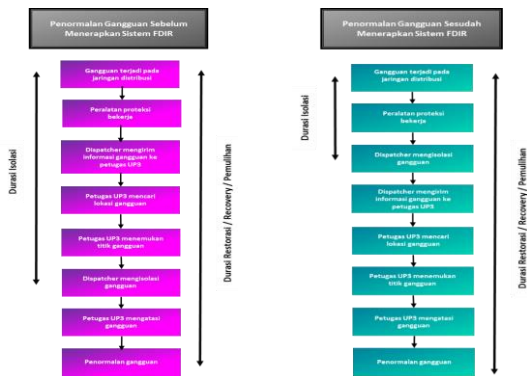 Penormalan Gangguan Sebelum
Menerapkan Sistem FDIR
Gangguan terjadi pada
jaringan distribusi
Peralatan proteksi
bekerja
Dispatcher mengirim
informasi gangguan ke
petugas UP3
Petugas UP3 mencari
lokasi gangguan
Petugas UP3 menemukan
titik gangguan
Dispatcher mengisolasi
gangguan
Petugas UP3 mengatasi
gangguan
Penormalan gangguan
Durasi Isolasi
Durasi Restorasi / Recovery / Pemulihan
Penormalan Gangguan Sesudah
Menerapkan Sistem FDIR
Gangguan terjadi pada
jaringan distribusi
Peralatan proteksi
bekerja
Dispatcher mengisolasi
gangguan
Dispatcher mengirim
informasi gangguan ke
petugas UP3
Petugas UP3 mencari
lokasi gangguan
Petugas UP3 menemukan
titik gangguan
Petugas UP3 mengatasi
gangguan
Penormalan gangguan
Durasi Isolasi
Durasi Restorasi / Recovery / Pemulihan